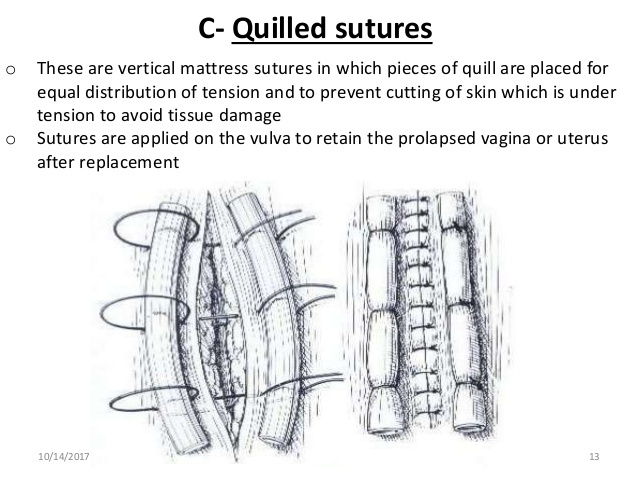 C- Quilled sutures
o These are vertical mattress sutures in which pieces of quill are placed for
equal distribution of tension and to prevent cutting of skin which is under
tension to avoid tissue damage
o Sutures are applied on the vulva to retain the prolapsed vagina or uterus
after replacement
10/14/2017
13